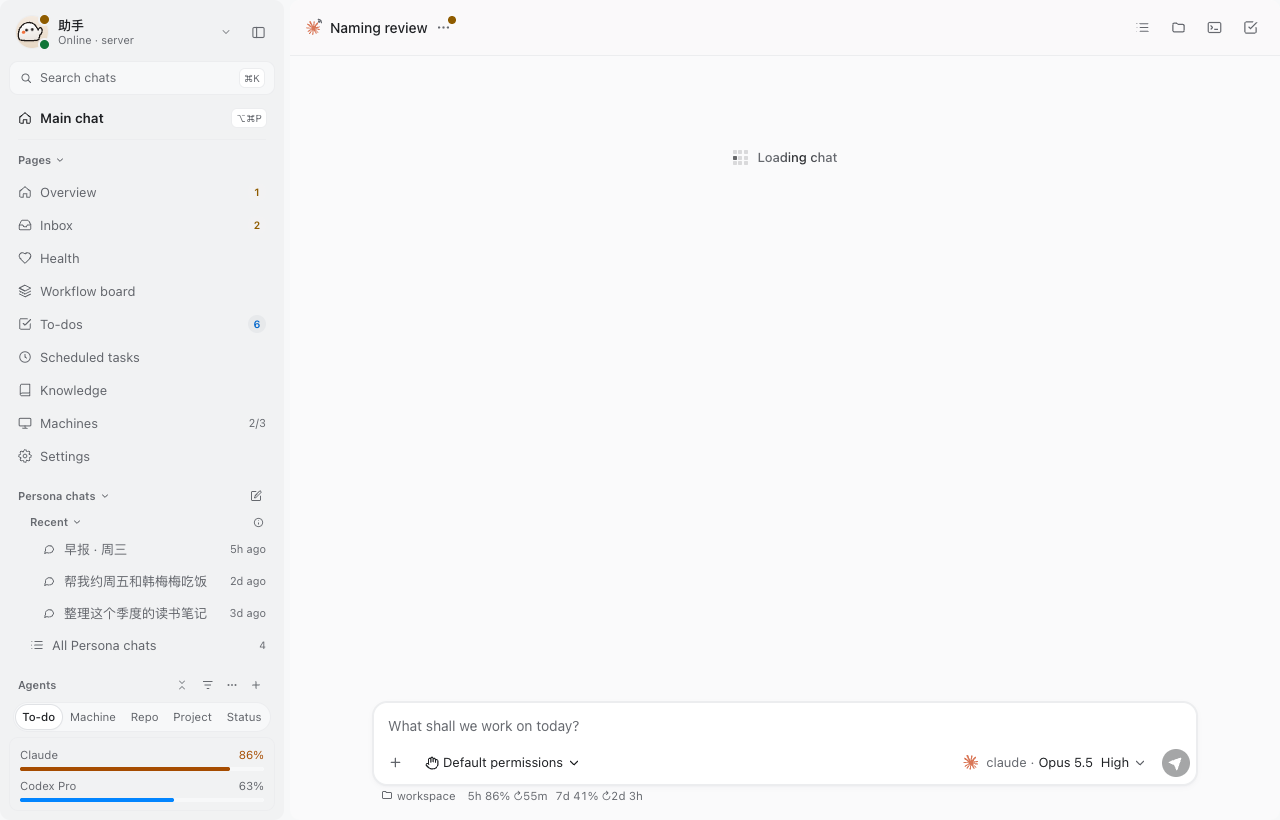 助手
Online · server
Search chats ⌘K
Main chat ⌥⌘P
Pages
Overview 1
Inbox 2
Health
Workflow board
To-dos 6
Scheduled tasks
Knowledge
Machines 2/3
Settings
Persona chats
Recent
早报 · 周三 5h ago
帮我约周五和韩梅梅吃饭 2d ago
整理这个季度的读书笔记 3d ago
All Persona chats 4
Agents
To-do Machine Repo Project Status
Claude 86%
Codex Pro 63%
Naming review
Loading chat
What shall we work on today?
Default permissions claude · Opus 5.5 High
workspace 5h 86% ↻55m 7d 41% ↻2d 3h